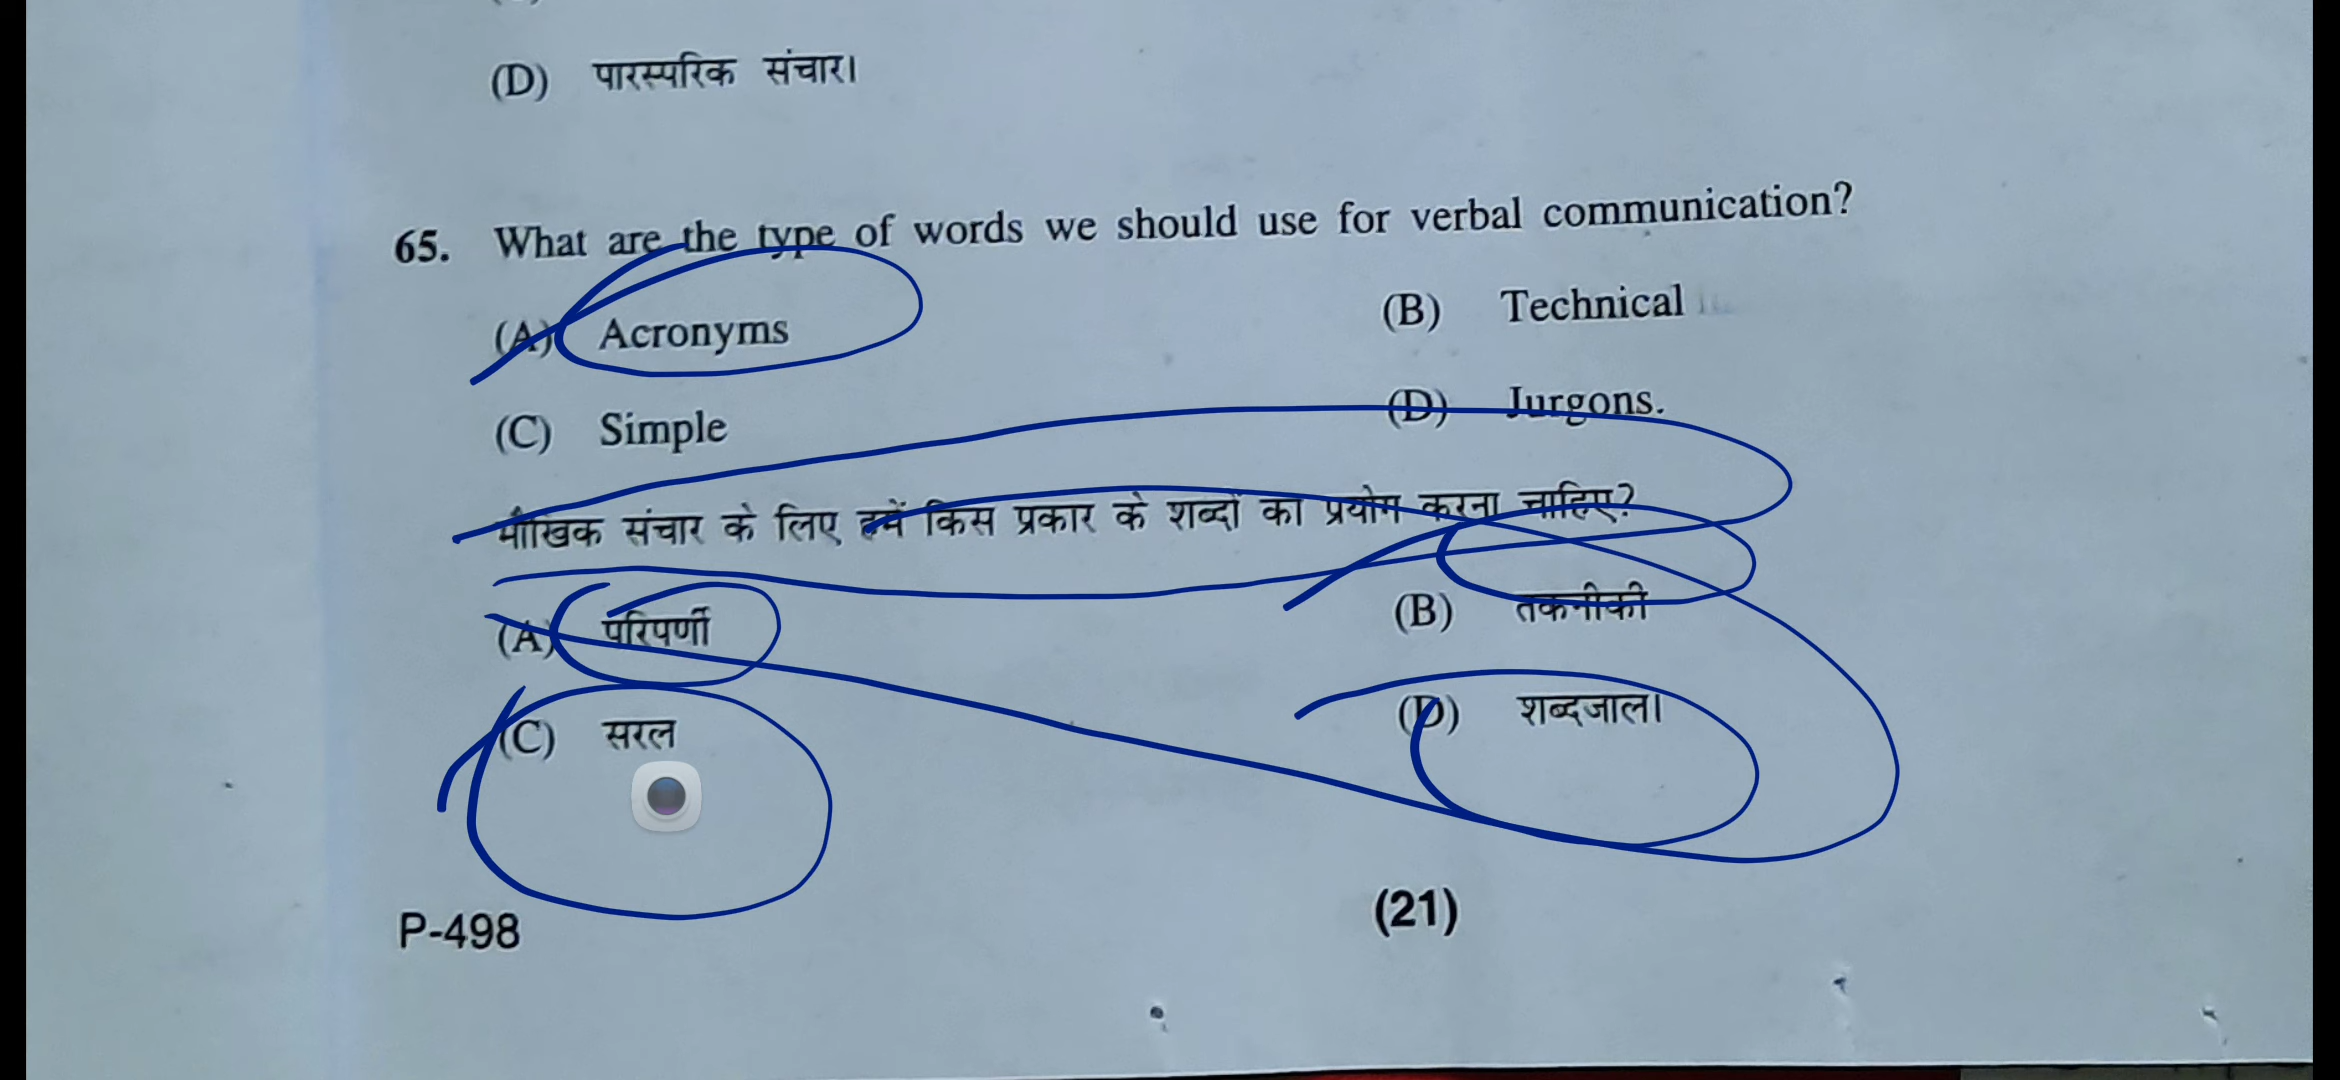 (D) पारस्परिक संचार।
65. What are the type of words we should use for verbal communication?
(A) Acronyms (B) Technical
(C) Simple (D) Jurgons.
मौखिक संचार के लिए हमें किस प्रकार के शब्दों का प्रयोग करना चाहिए?
(A) परिपर्णी (B) तकनीकी
(C) सरल (D) शब्दजाल।
P-498 (21)